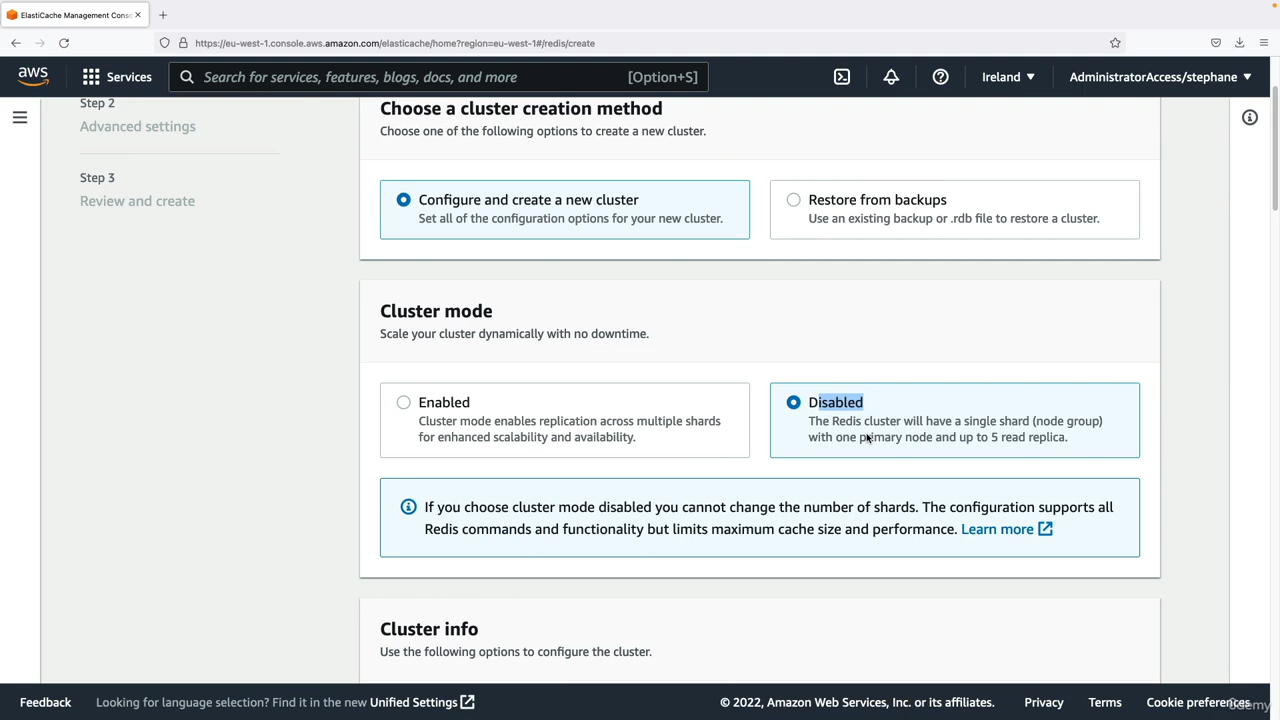 ElastiCache Management Cons
https://eu-west-1.console.aws.amazon.com/elasticache/home?region=eu-west-1#/redis/create
aws
Services
Search for services, features, blogs, docs, and more
[Option+S]
Ireland
AdministratorAccess/stephane
Step 2
Advanced settings
Step 3
Review and create
Choose a cluster creation method
Choose one of the following options to create a new cluster.
Configure and create a new cluster
Set all of the configuration options for your new cluster.
Restore from backups
Use an existing backup or .rdb file to restore a cluster.
Cluster mode
Scale your cluster dynamically with no downtime.
Enabled
Cluster mode enables replication across multiple shards
for enhanced scalability and availability.
Disabled
The Redis cluster will have a single shard (node group)
with one primary node and up to 5 read replica.
If you choose cluster mode disabled you cannot change the number of shards. The configuration supports all
Redis commands and functionality but limits maximum cache size and performance. Learn more
Cluster info
Use the following options to configure the cluster.
Feedback
Looking for language selection? Find it in the new Unified Settings
© 2022, Amazon Web Services, Inc. or its affiliates.
Privacy
Terms
Cookie preferences
Udemy